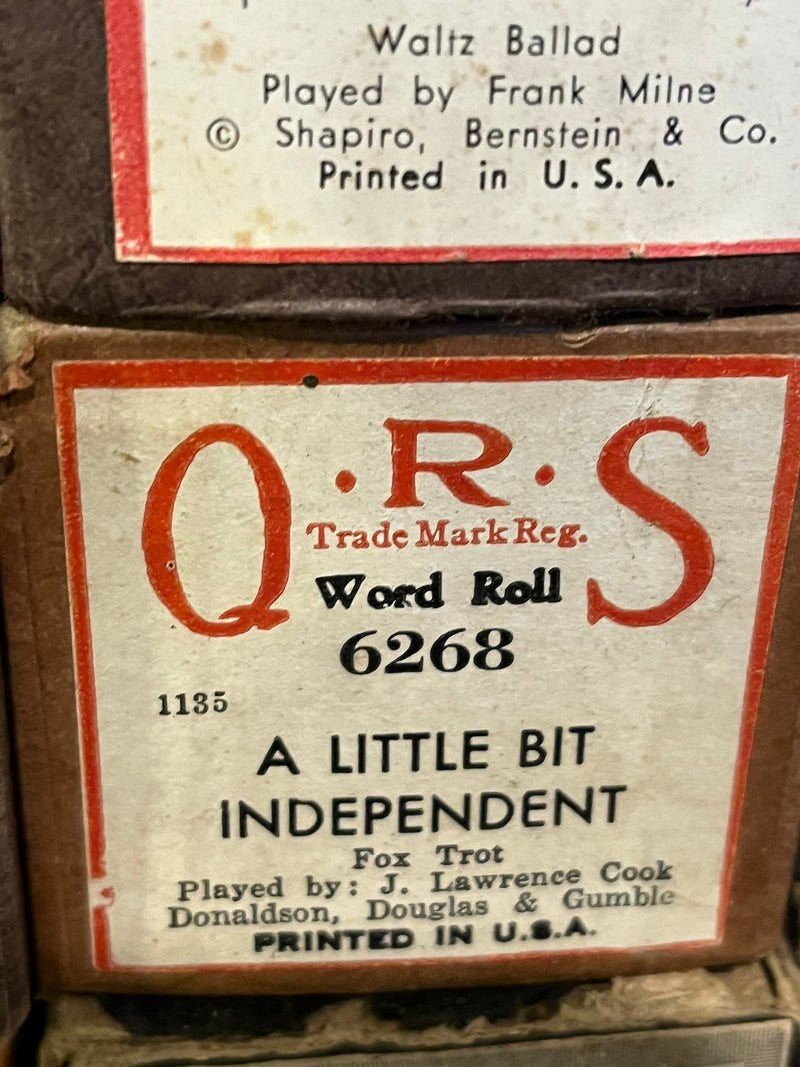 Waltz Ballad
Played by Frank Milne
© Shapiro, Bernstein & Co.
Printed in U. S. A.
Q·R·S
Trade Mark Reg.
Word Roll
6268
1135
A LITTLE BIT
INDEPENDENT
Fox Trot
Played by: J. Lawrence Cook
Donaldson, Douglas & Gumble
PRINTED IN U.S.A.